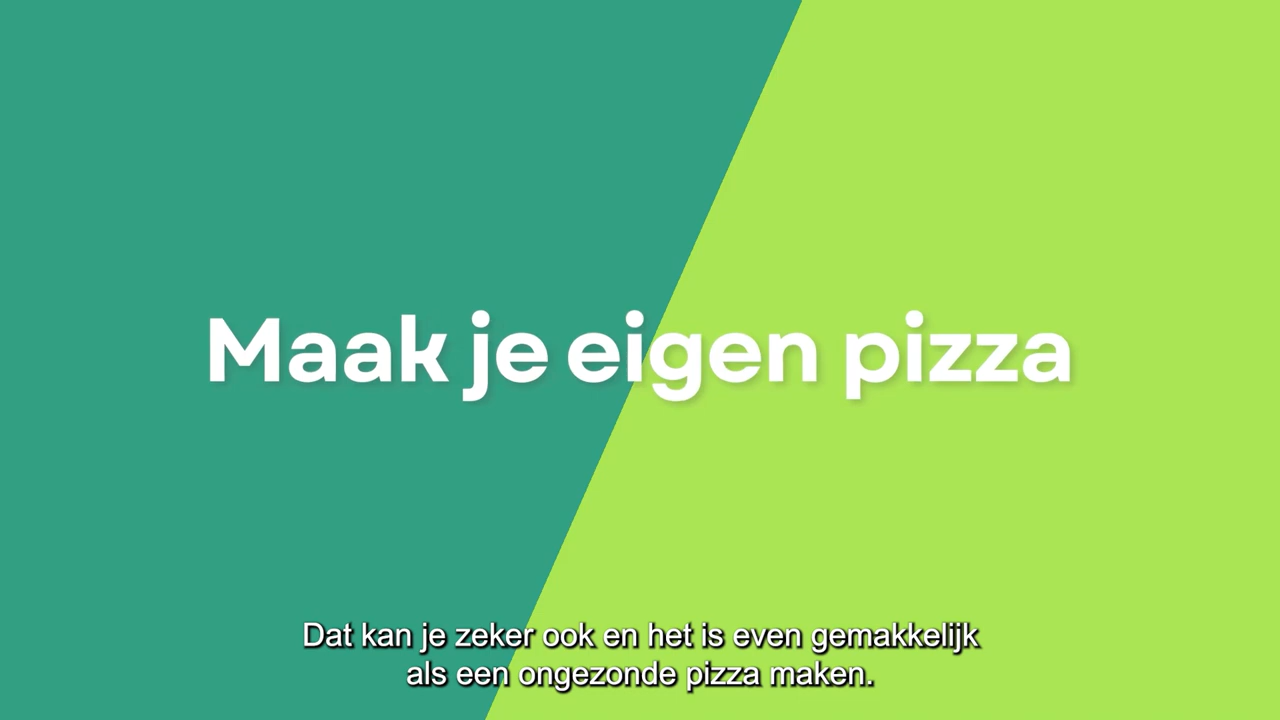 Maak je eigen pizza
Dat kan je zeker ook en het is even gemakkelijk
als een ongezonde pizza maken.